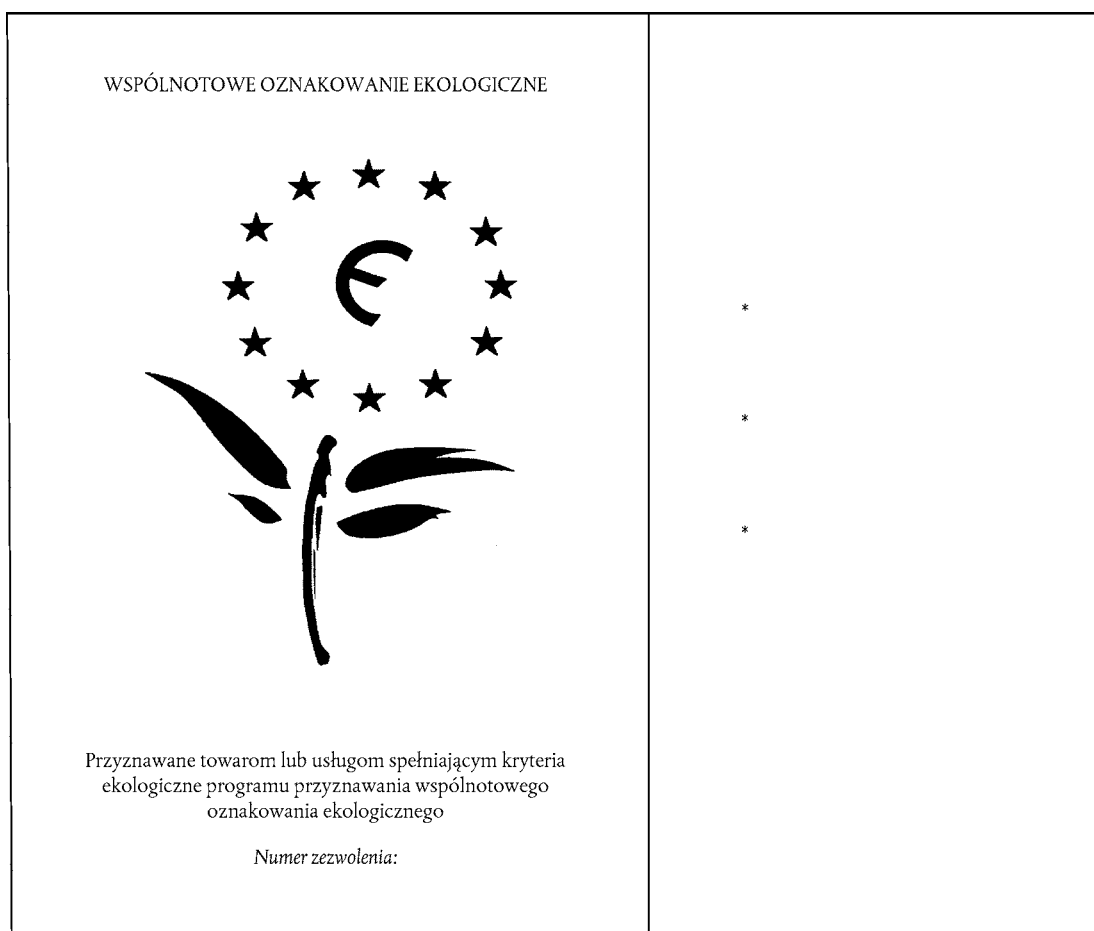 WSPÓLNOTOWE OZNAKOWANIE EKOLOGICZNE
Є
Przyznawane towarom lub usługom spełniającym kryteria
ekologiczne programu przyznawania wspólnotowego
oznakowania ekologicznego
Numer zezwolenia:
*
*
*